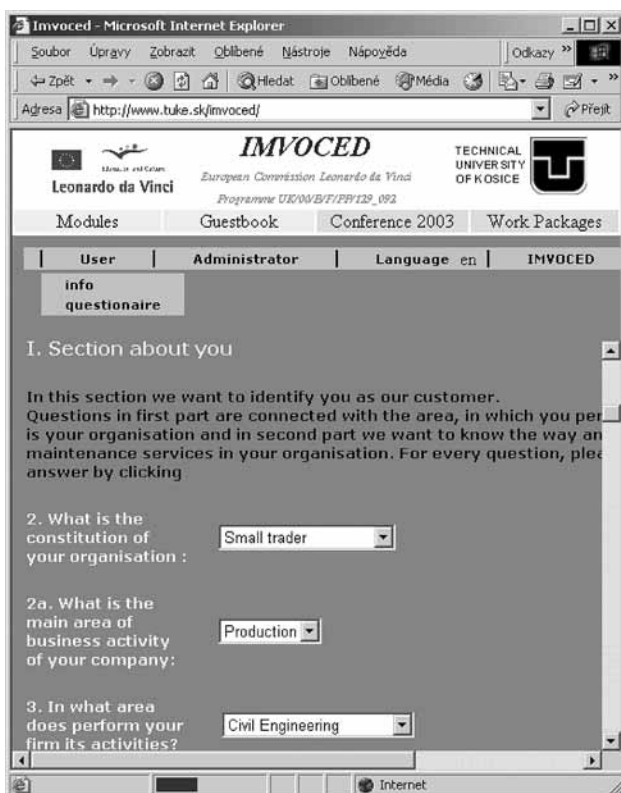 Imvoced - Microsoft Internet Explorer
Soubor Úpravy Zobrazit Oblíbené Nástroje Nápověda Odkazy »
Zpět Hledat Oblíbené Média »
Adresa http://www.tuke.sk/imvoced/ Přejít
IMVOCED
Leonardo da Vinci
European Commission Leonardo da Vinci
Programme UK/00/B/F/PP/129_092
TECHNICAL
UNIVERSITY
OF KOSICE
Modules Guestbook Conference 2003 Work Packages
User Administrator Language en IMVOCED
info
questionaire
I. Section about you
In this section we want to identify you as our customer.
Questions in first part are connected with the area, in which you per
is your organisation and in second part we want to know the way an
maintenance services in your organisation. For every question, plea
answer by clicking
2. What is the
constitution of
your organisation :
Small trader
2a. What is the
main area of
business activity
of your company:
Production
3. In what area
does perform your
firm its activities?
Civil Engineering
Internet